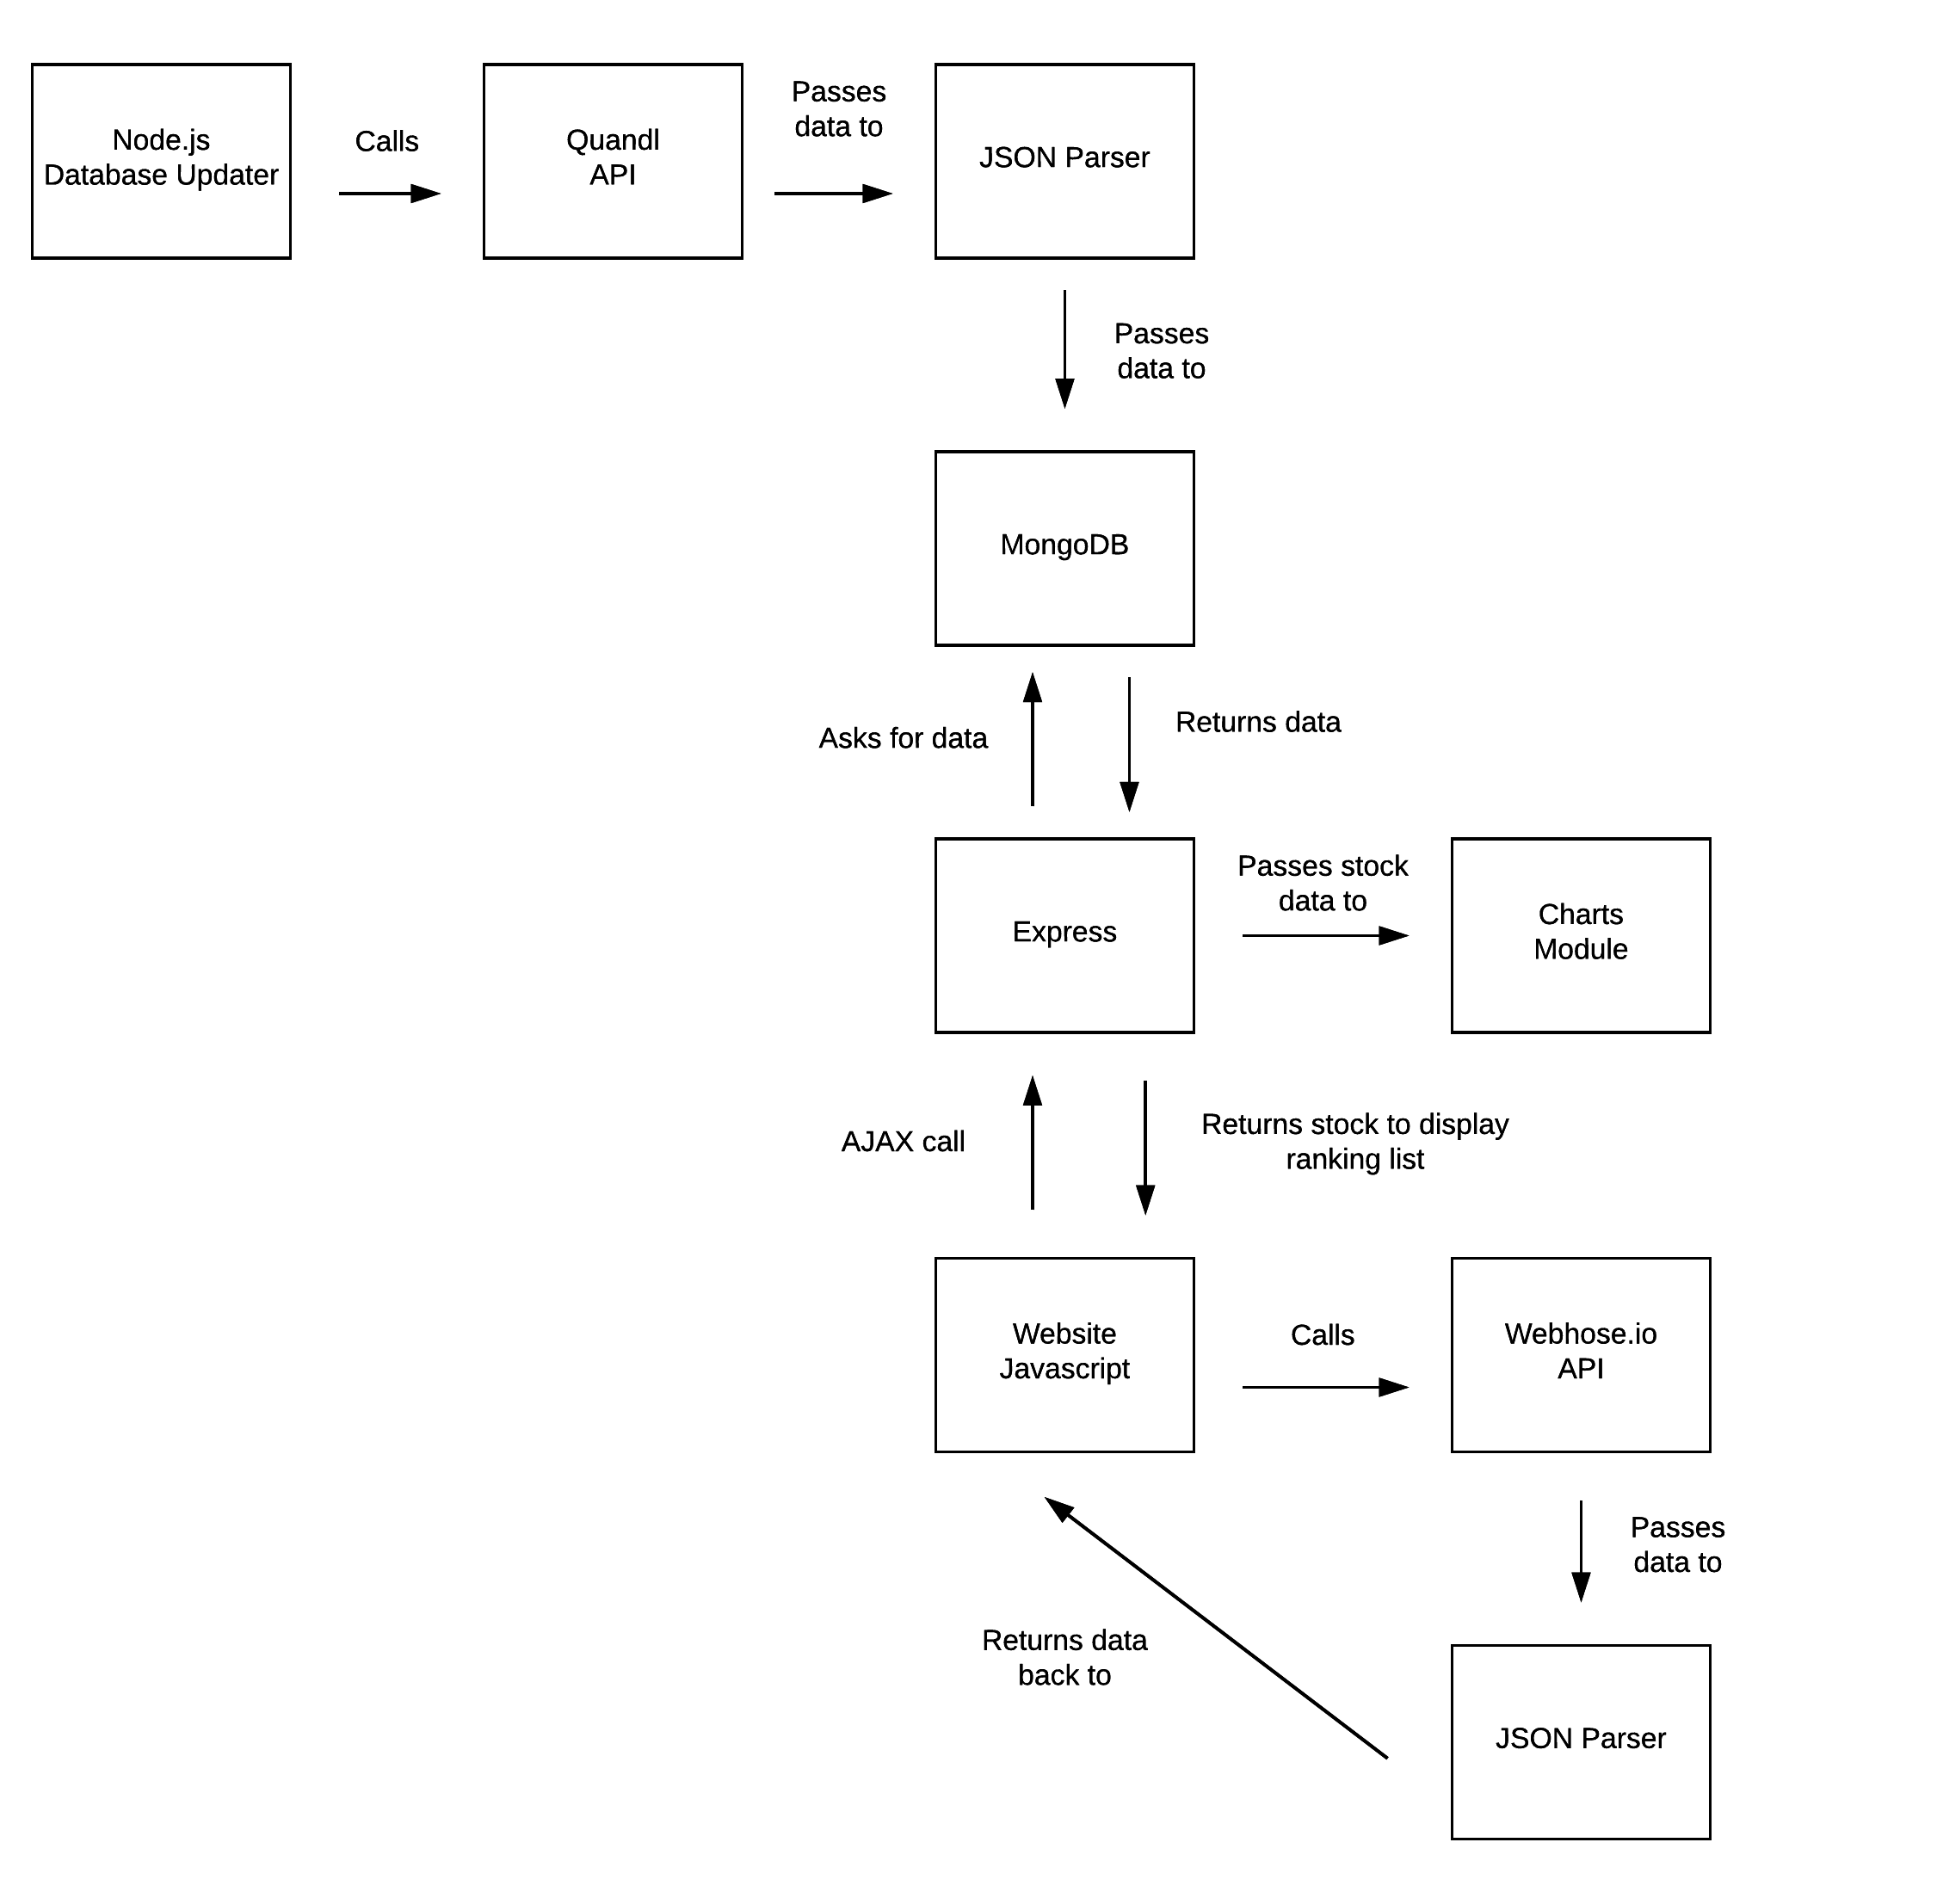 Node.js
Database Updater
Calls
Quandl
API
Passes
data to
JSON Parser
Passes
data to
MongoDB
Asks for data
Returns data
Express
Passes stock
data to
Charts
Module
AJAX call
Returns stock to display
ranking list
Website
Javascript
Calls
Webhose.io
API
Passes
data to
Returns data
back to
JSON Parser